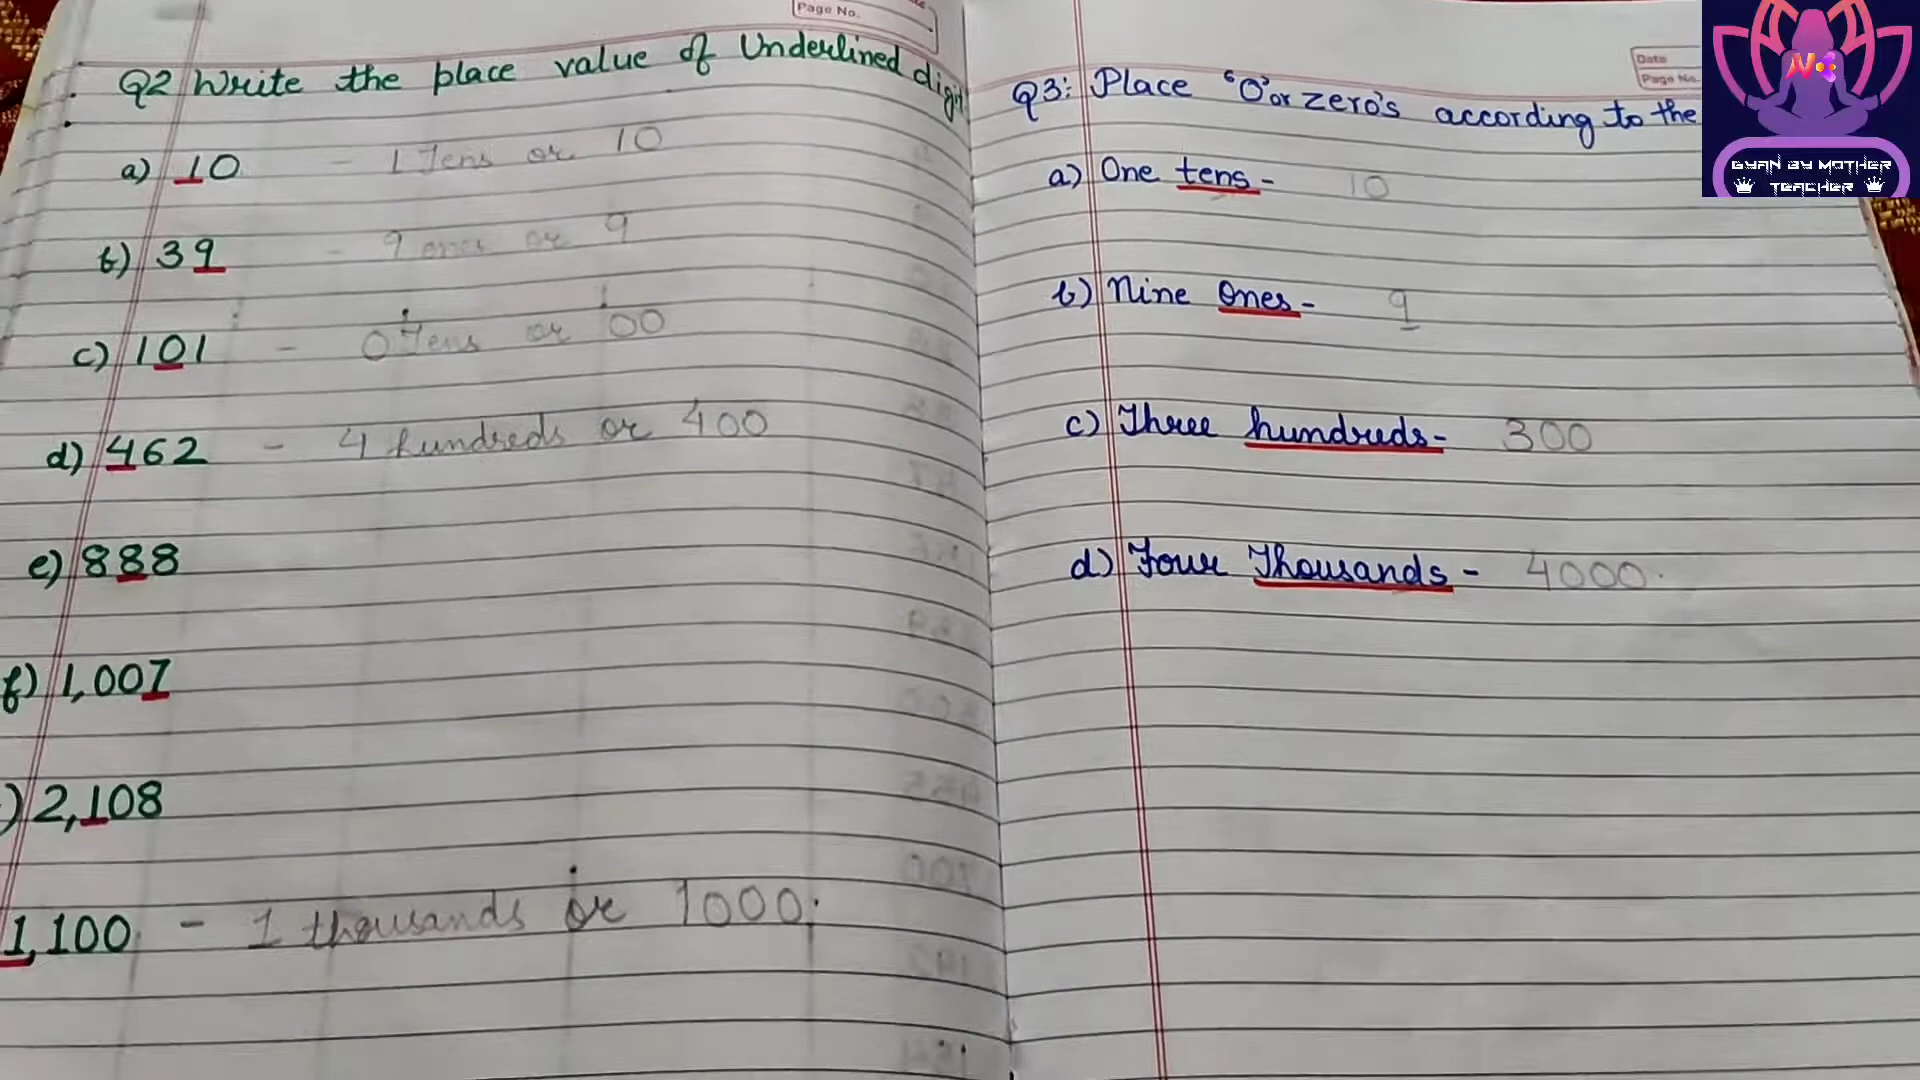 Page No.
Q2 Write the place value of Underlined digit
a) 10 - 1 Tens or 10
b) 39 - 9 ones or 9
c) 101 - 0 Tens or 00
d) 462 - 4 hundreds or 400
e) 888
f) 1,007
) 2,108
1,100 - 1 thousands or 1000.
Date
Page No.
Q3: Place "0" or zero's according to the
a) One tens - 10
b) Nine Ones - 9
c) Three hundreds - 300
d) Four Thousands - 4000.
GYAN BY MOTHER
TEACHER